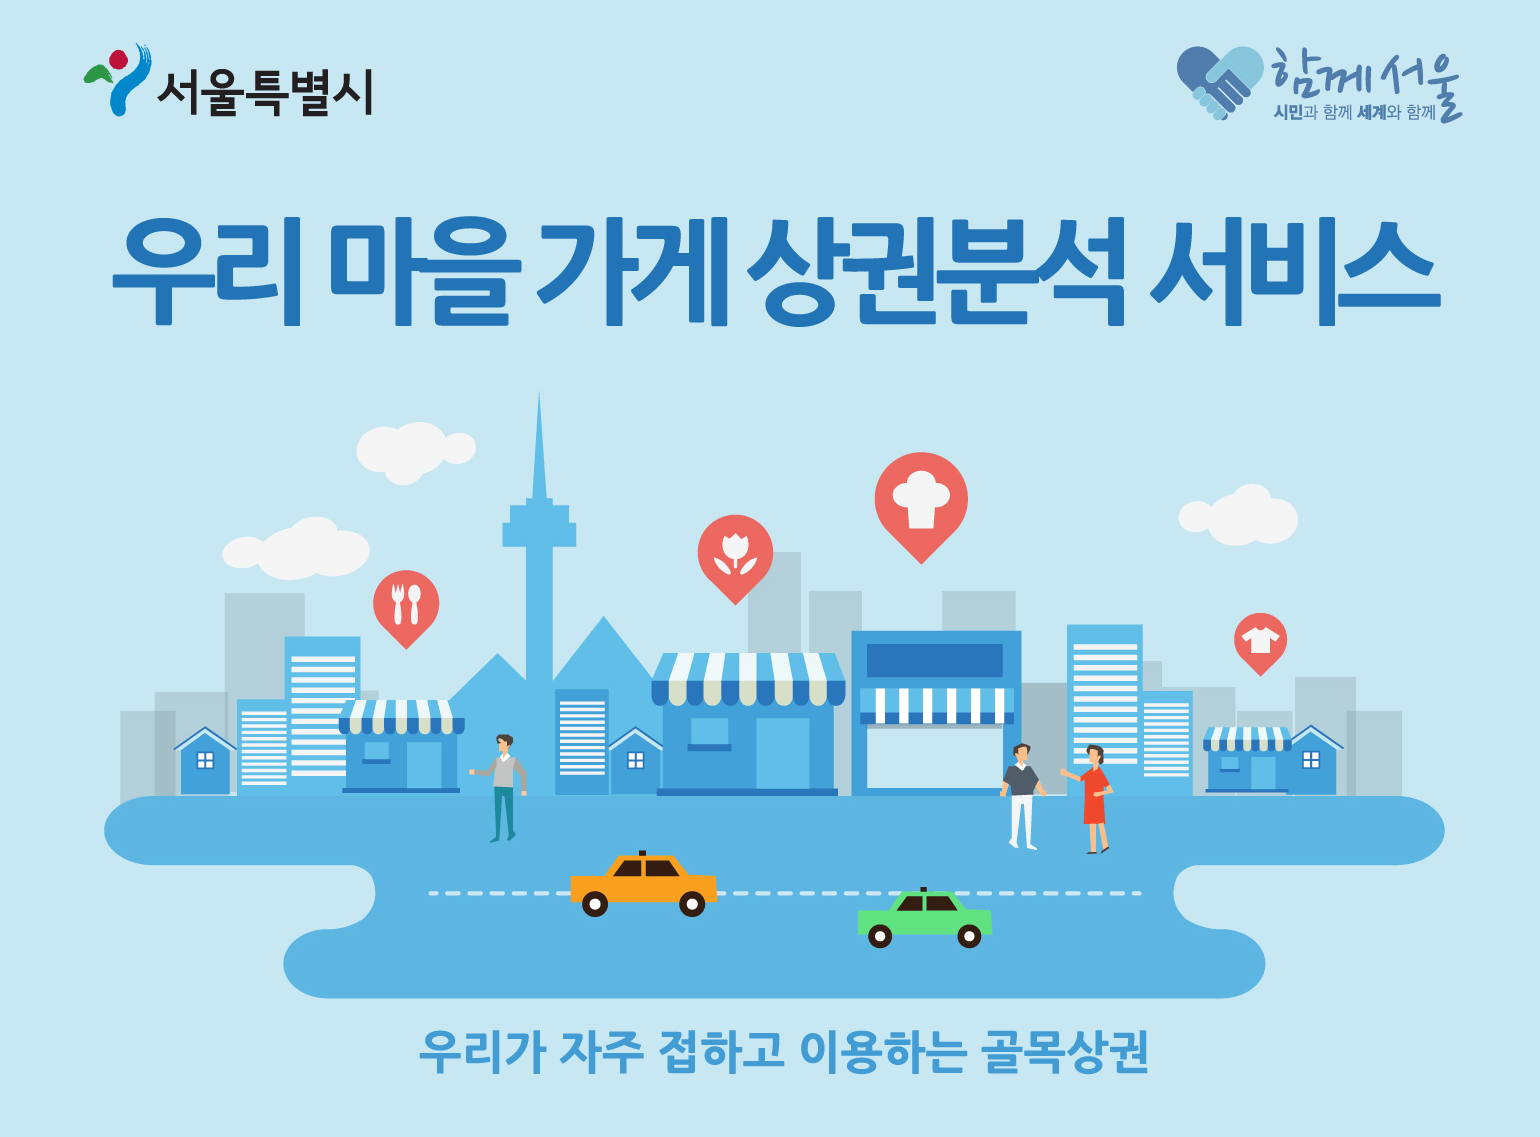 서울특별시
함께서울
시민과 함께 세계와 함께
우리 마을 가게 상권분석 서비스
우리가 자주 접하고 이용하는 골목상권